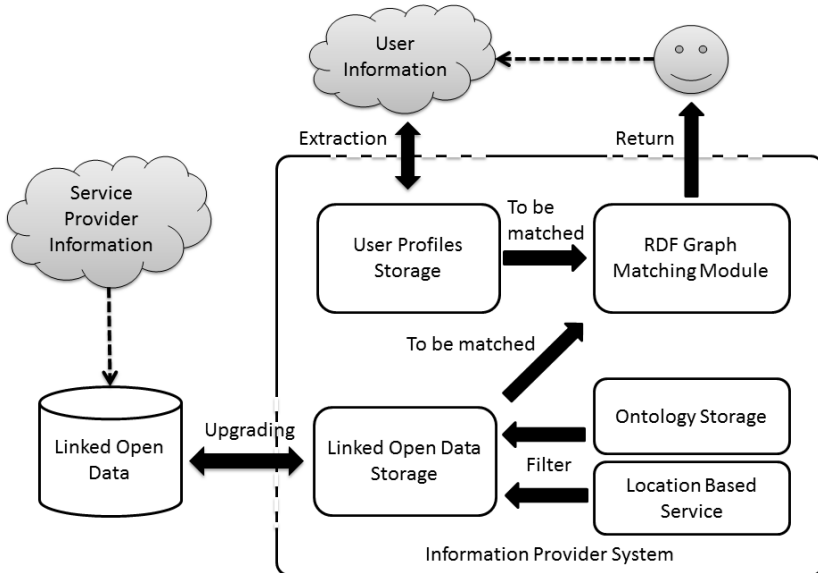 User
Information
Extraction
Return
Service
Provider
Information
User Profiles
Storage
To be
matched
RDF Graph
Matching Module
To be matched
Linked Open
Data
Upgrading
Linked Open Data
Storage
Ontology Storage
Filter
Location Based
Service
Information Provider System